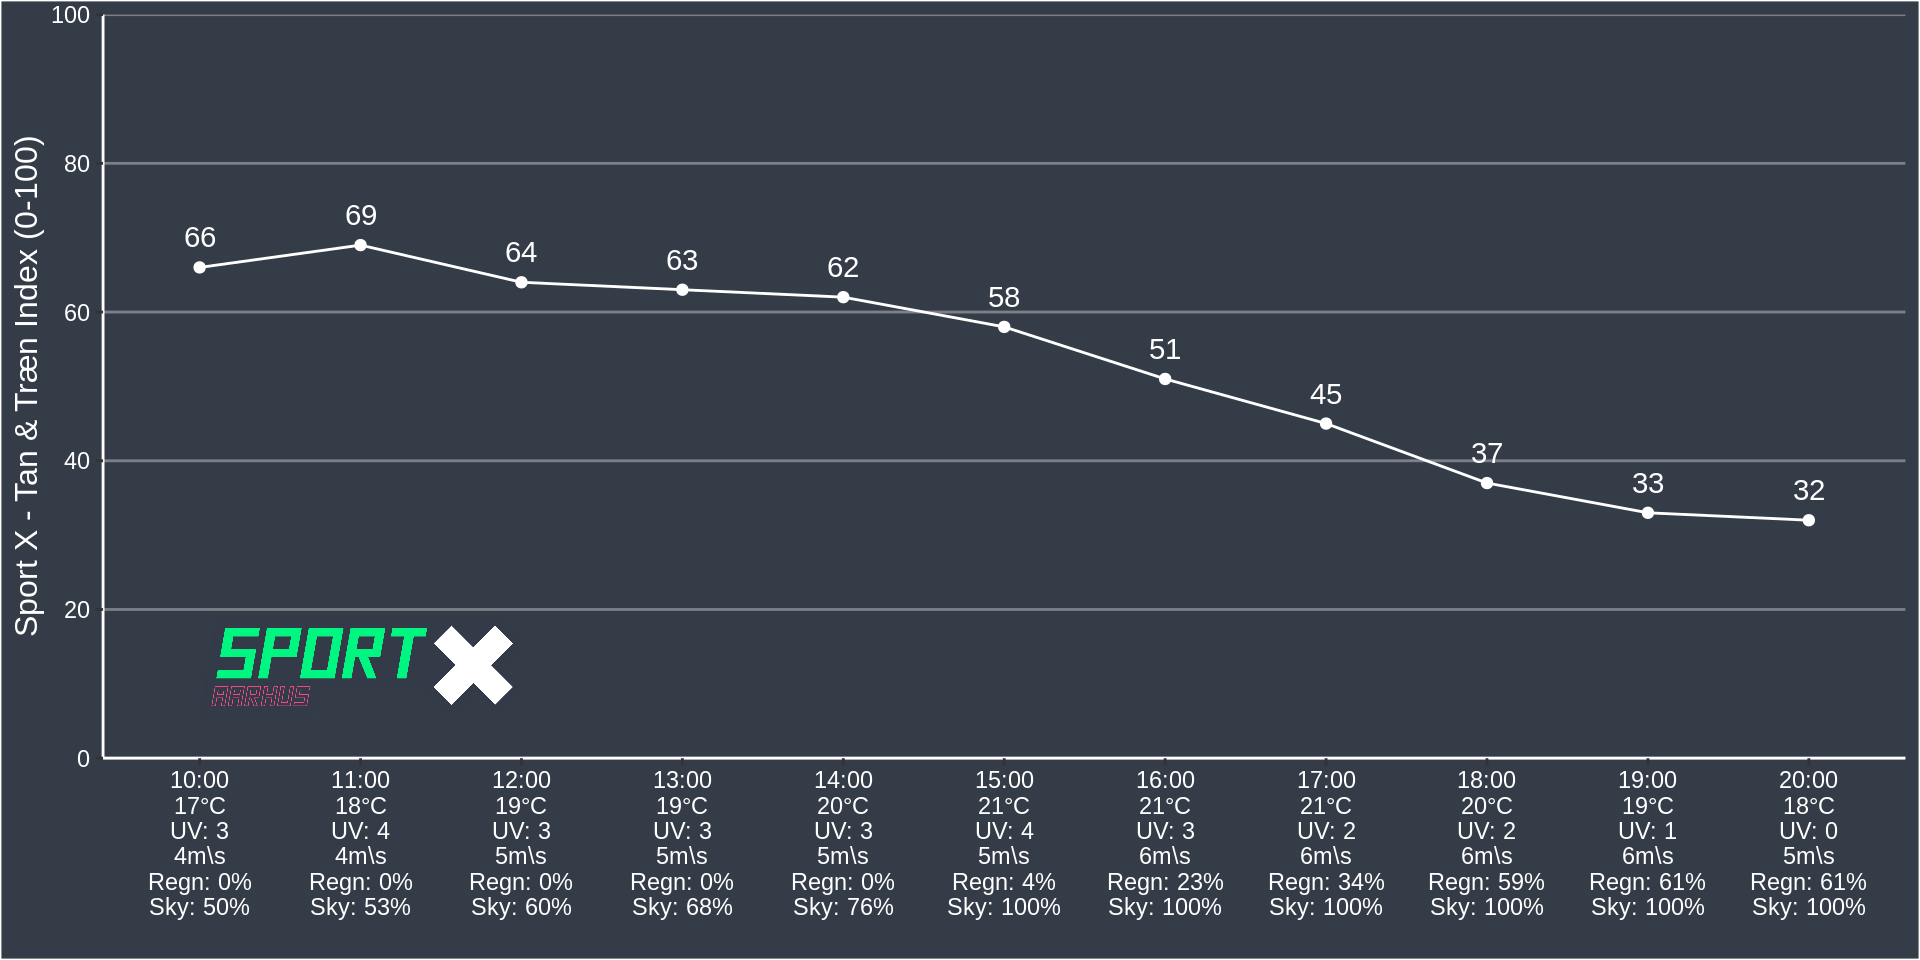 Sport X - Tan & Træn Index (0-100)
100
80
60
40
20
0
66
69
64
63
62
58
51
45
37
33
32
SPORT X
AARHUS
10:00 11:00 12:00 13:00 14:00 15:00 16:00 17:00 18:00 19:00 20:00
17°C 18°C 19°C 19°C 20°C 21°C 21°C 21°C 20°C 19°C 18°C
UV: 3 UV: 4 UV: 3 UV: 3 UV: 3 UV: 4 UV: 3 UV: 2 UV: 2 UV: 1 UV: 0
4m\s 4m\s 5m\s 5m\s 5m\s 5m\s 6m\s 6m\s 6m\s 6m\s 5m\s
Regn: 0% Regn: 0% Regn: 0% Regn: 0% Regn: 0% Regn: 4% Regn: 23% Regn: 34% Regn: 59% Regn: 61% Regn: 61%
Sky: 50% Sky: 53% Sky: 60% Sky: 68% Sky: 76% Sky: 100% Sky: 100% Sky: 100% Sky: 100% Sky: 100% Sky: 100%